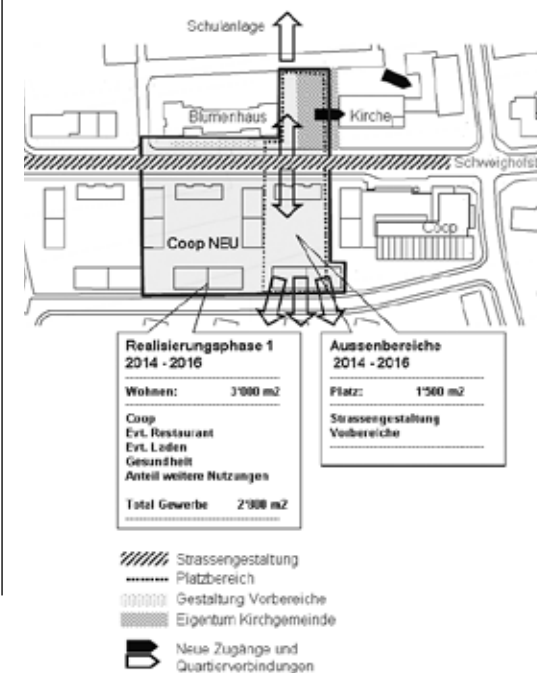 Schulanlage
Blumenhaus
Kirche
Schweighofst
Coop NEU
Coop
Realisierungsphase 1
2014 - 2016
Wohnen: 3'000 m2
Coop
Evt. Restaurant
Evt. Laden
Gesundheit
Anteil weitere Nutzungen
Total Gewerbe 2'900 m2
Aussenbereiche
2014 - 2016
Platz: 1'500 m2
Strassengestaltung
Vorbereiche
Strassengestaltung
Platzbereich
Gestaltung Vorbereiche
Eigentum Kirchgemeinde
Neue Zugänge und
Quartierverbindungen